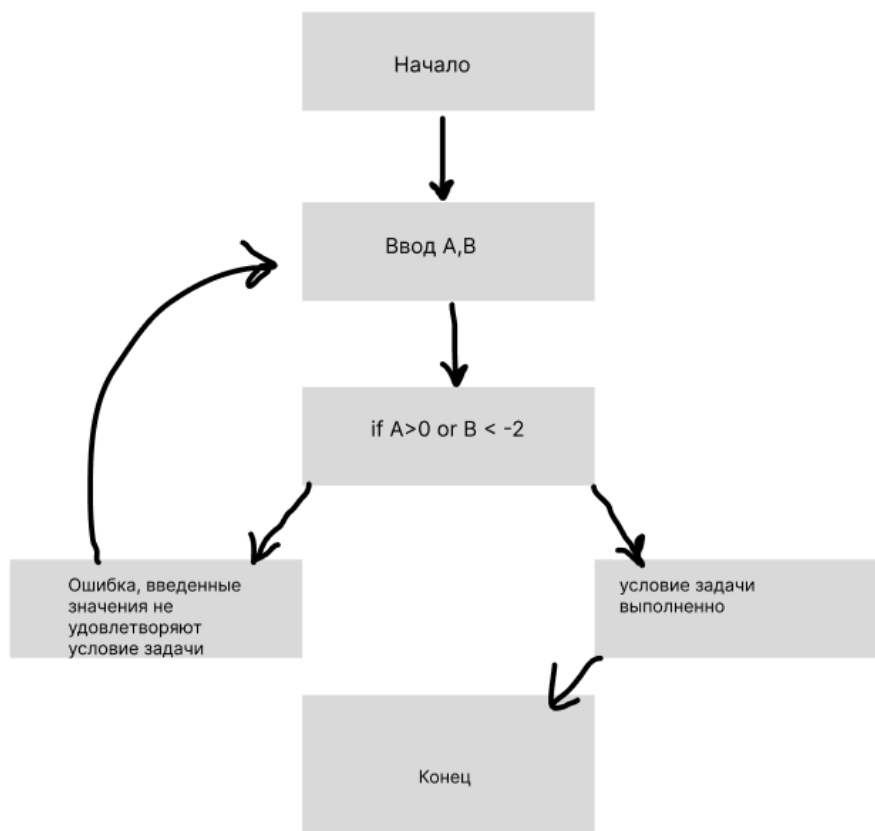 Начало
Ввод A,B
if A>0 or B < -2
Ошибка, введенные
значения не
удовлетворяют
условие задачи
условие задачи
выполненно
Конец